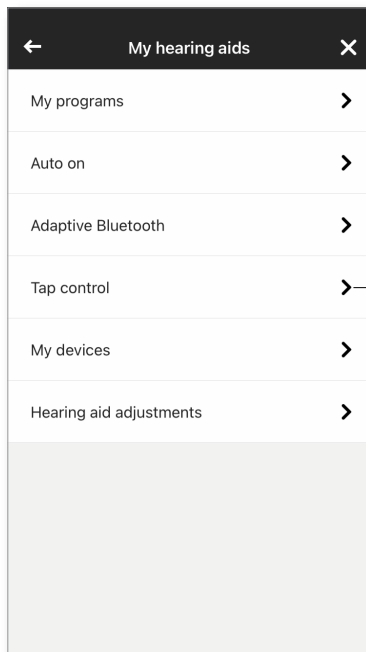 My hearing aids
My programs
Auto on
Adaptive Bluetooth
Tap control
My devices
Hearing aid adjustments